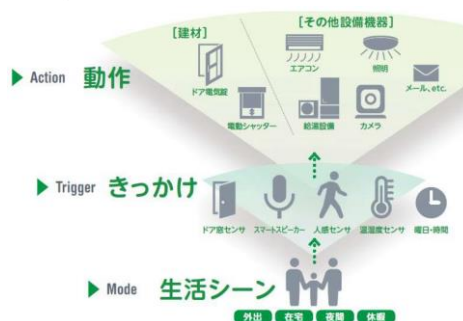 [建材]
[その他設備機器]
ドア電気錠
エアコン
照明
Action 動作
電動シャッター
給湯設備
カメラ
メール、etc.
Trigger きっかけ
ドア窓センサ
スマートスピーカー
人感センサ
温湿度センサ
曜日・時間
Mode 生活シーン
外出
在宅
夜間
休暇